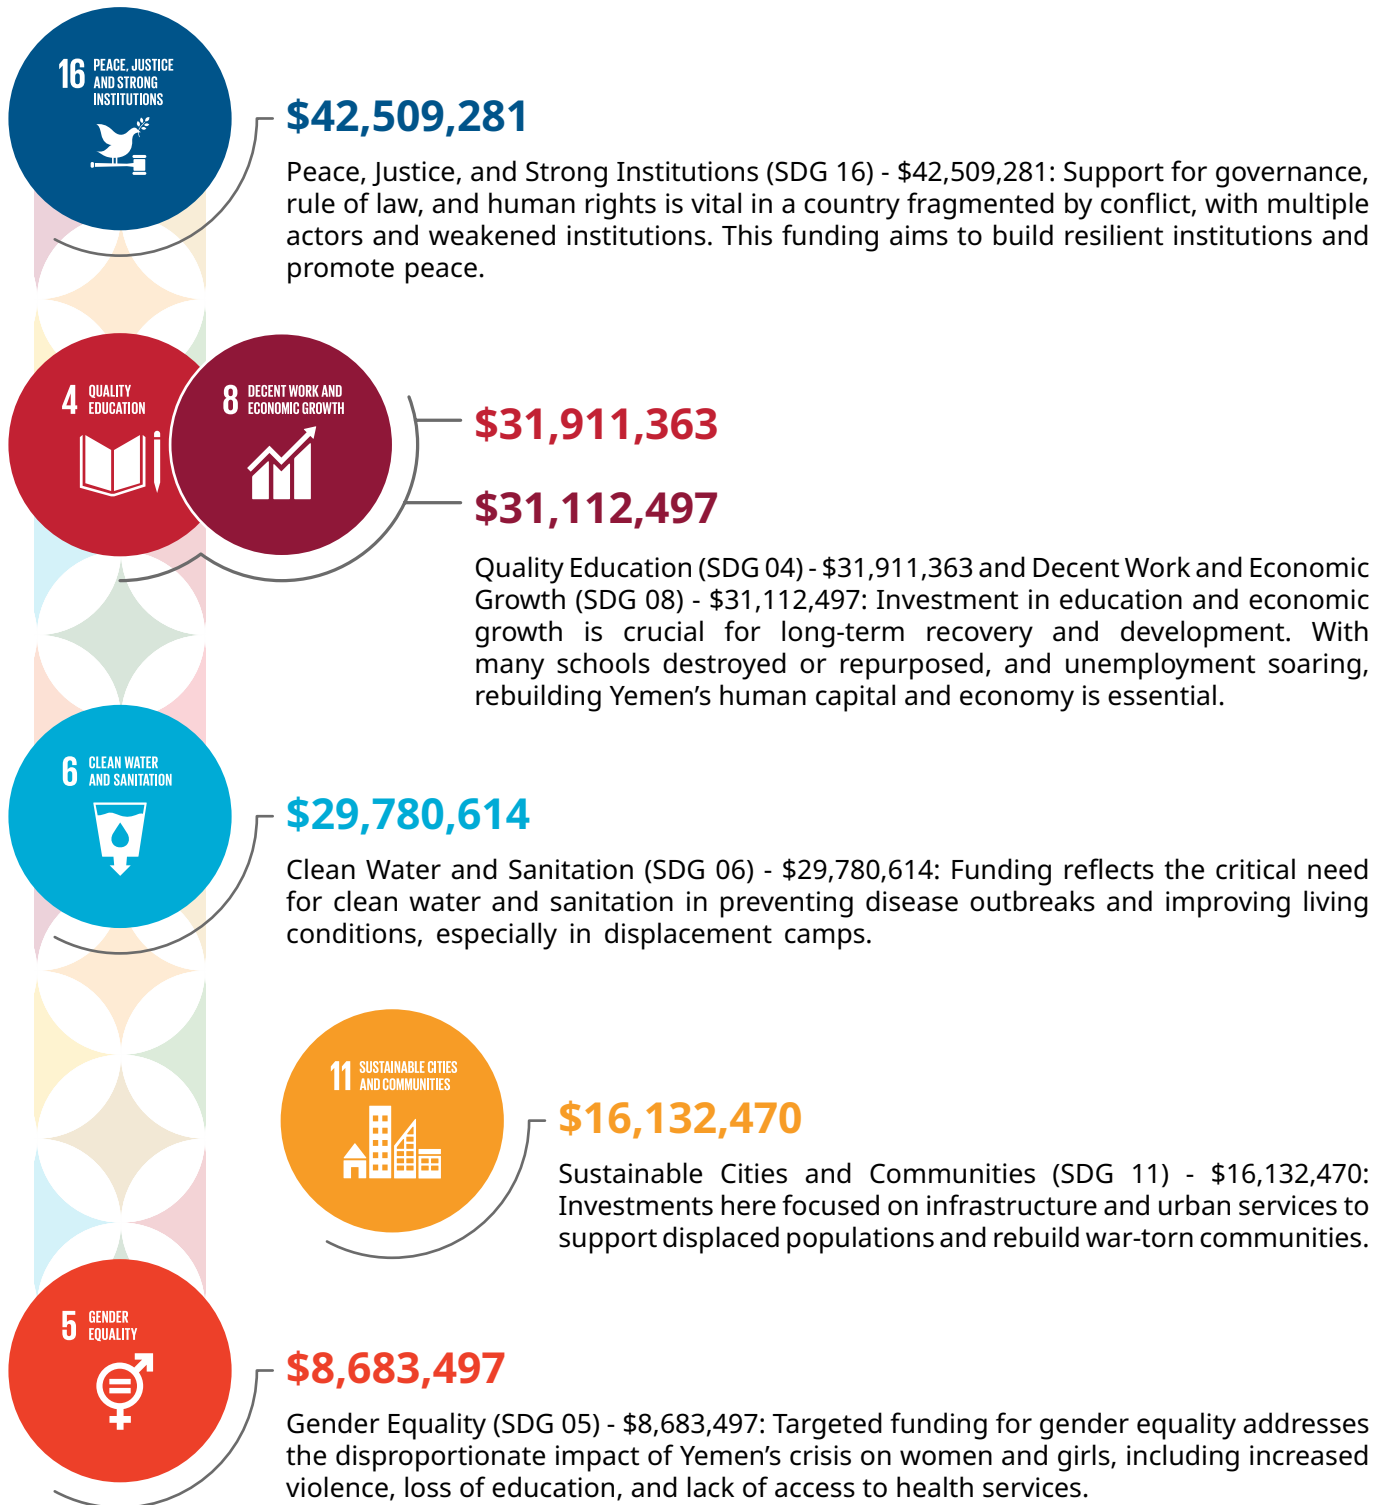 16 PEACE, JUSTICE
AND STRONG
INSTITUTIONS
$42,509,281
Peace, Justice, and Strong Institutions (SDG 16) - $42,509,281: Support for governance,
rule of law, and human rights is vital in a country fragmented by conflict, with multiple
actors and weakened institutions. This funding aims to build resilient institutions and
promote peace.
4 QUALITY
EDUCATION
8 DECENT WORK AND
ECONOMIC GROWTH
$31,911,363
$31,112,497
Quality Education (SDG 04) - $31,911,363 and Decent Work and Economic
Growth (SDG 08) - $31,112,497: Investment in education and economic
growth is crucial for long-term recovery and development. With
many schools destroyed or repurposed, and unemployment soaring,
rebuilding Yemen’s human capital and economy is essential.
6 CLEAN WATER
AND SANITATION
$29,780,614
Clean Water and Sanitation (SDG 06) - $29,780,614: Funding reflects the critical need
for clean water and sanitation in preventing disease outbreaks and improving living
conditions, especially in displacement camps.
11 SUSTAINABLE CITIES
AND COMMUNITIES
$16,132,470
Sustainable Cities and Communities (SDG 11) - $16,132,470:
Investments here focused on infrastructure and urban services to
support displaced populations and rebuild war-torn communities.
5 GENDER
EQUALITY
$8,683,497
Gender Equality (SDG 05) - $8,683,497: Targeted funding for gender equality addresses
the disproportionate impact of Yemen’s crisis on women and girls, including increased
violence, loss of education, and lack of access to health services.